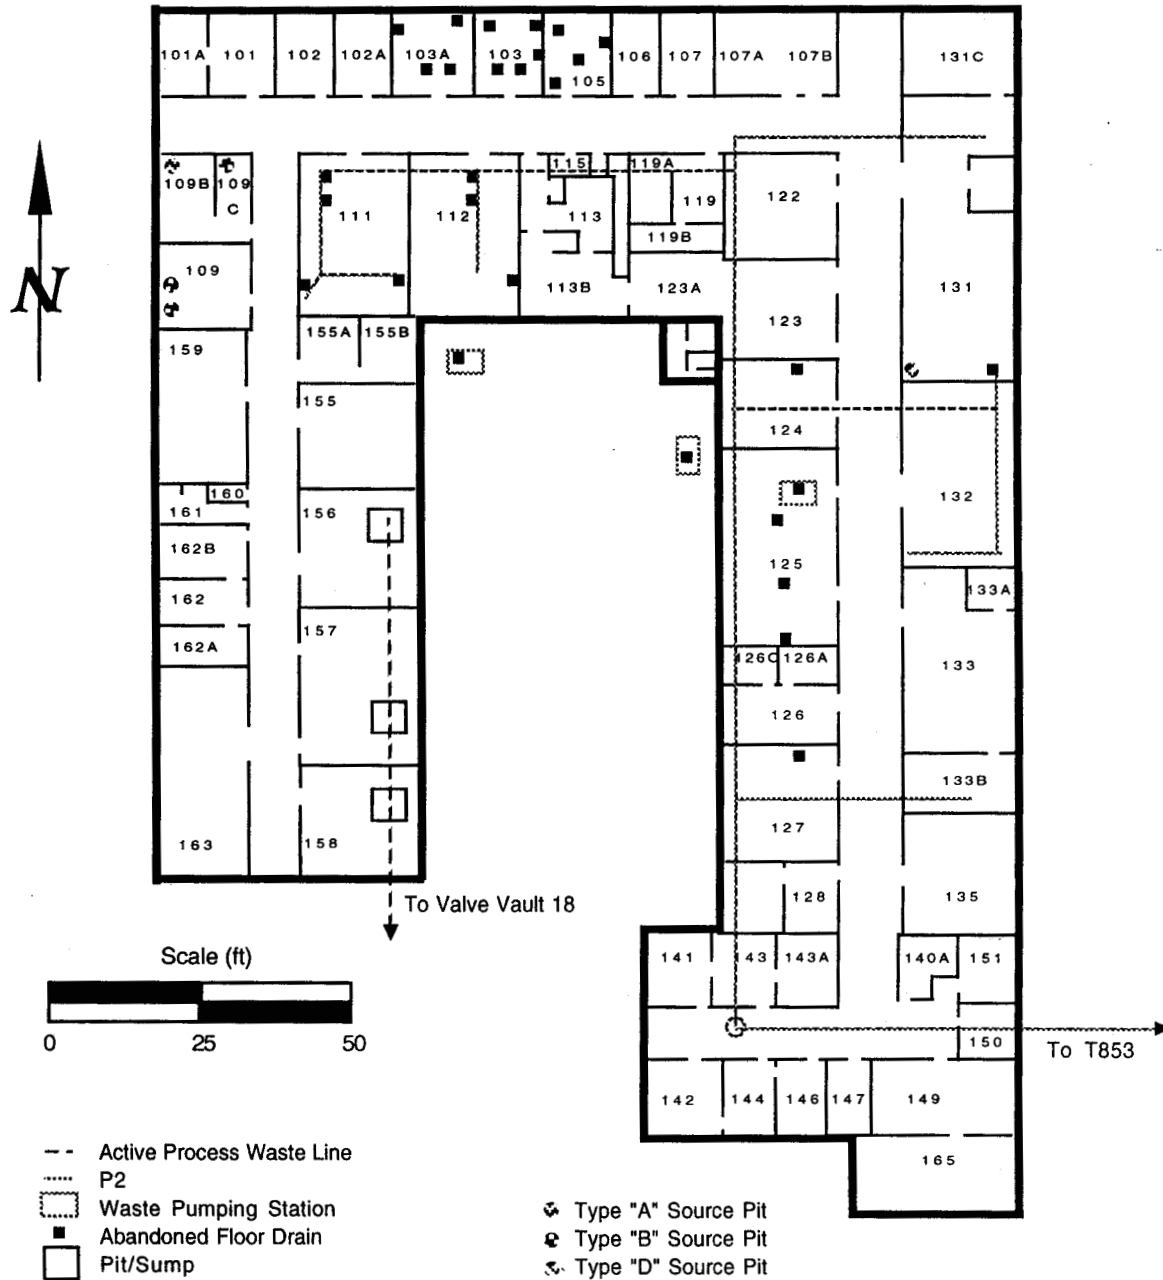 101A 101 102 102A 103A 103 105 106 107 107A 107B 131C
109B 109 C 111 112 115 113 119A 119 119B 122
N 109 113B 123A 123 131
159 155A 155B
155 124
161 160 156 132
162B 125
162 133A
162A 157 126C 126A 133
126
133B
163 158 127
To Valve Vault 18 128 135
Scale (ft) 141 43 143A 140A 151
0 25 50 150 To T853
142 144 146 147 149
165
Active Process Waste Line
P2
Waste Pumping Station
Abandoned Floor Drain
Pit/Sump
Type "A" Source Pit
Type "B" Source Pit
Type "D" Source Pit